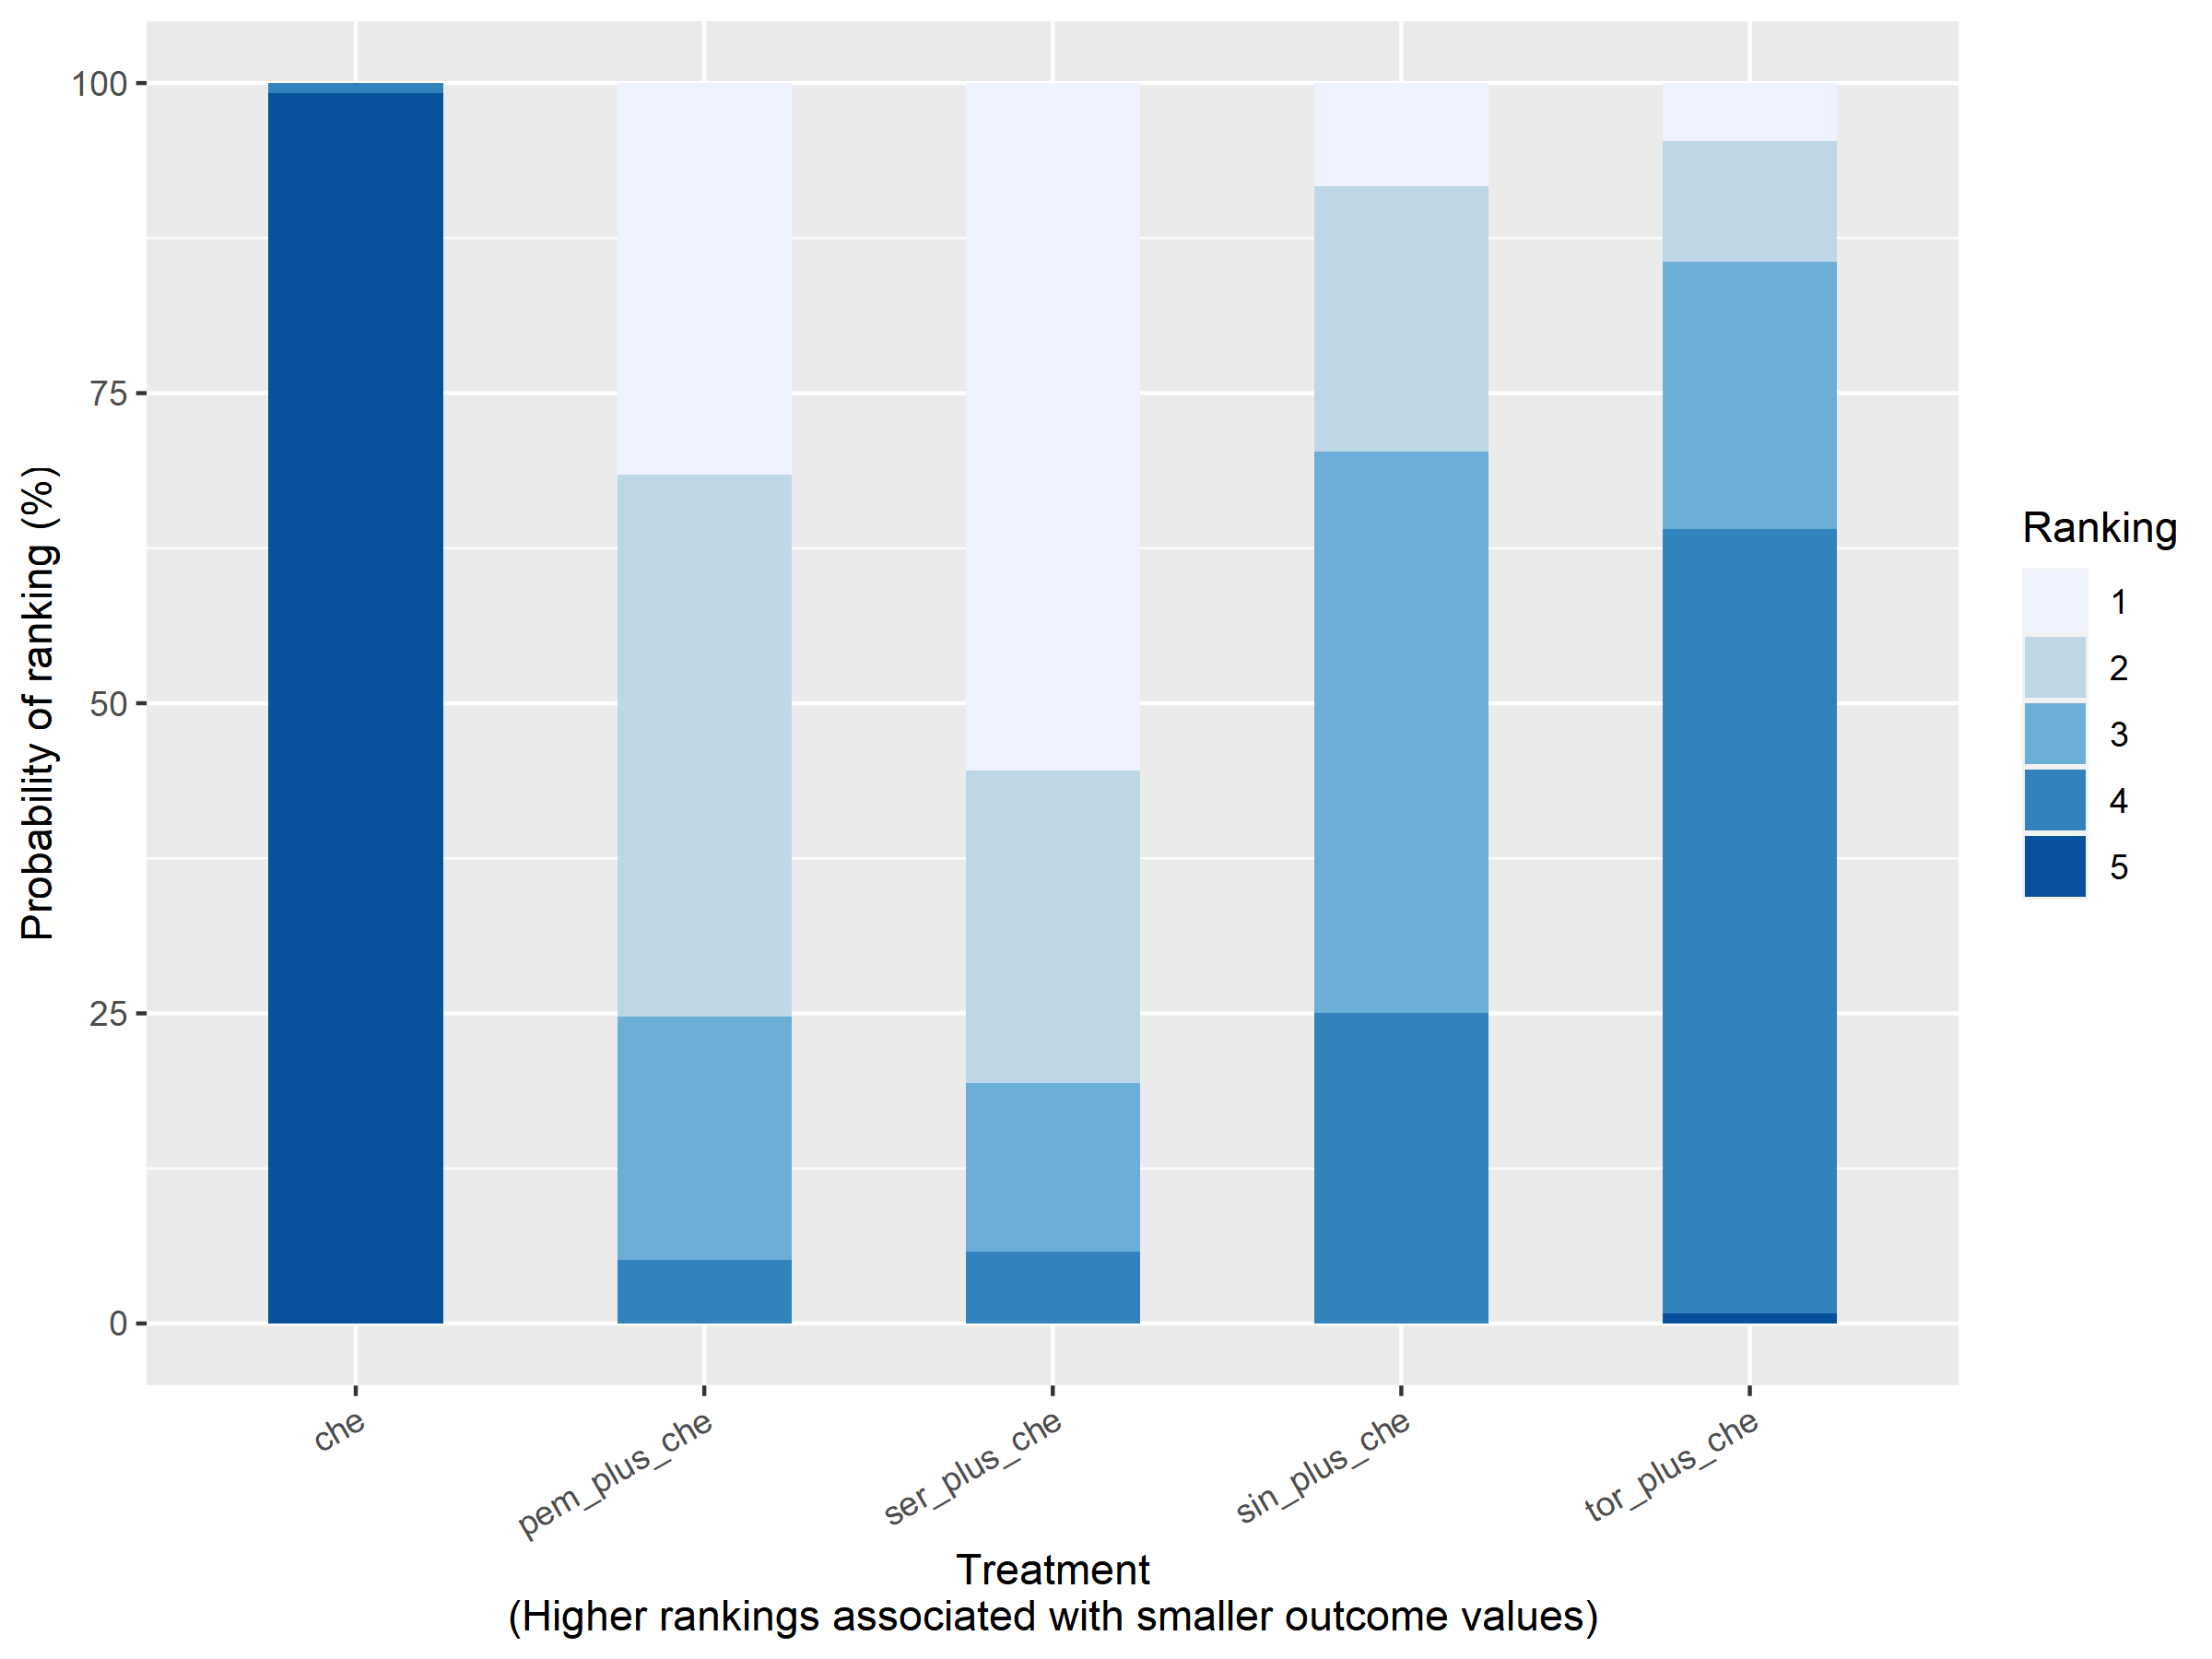 100
75
50
25
0
Probability of ranking (%)
che
pem_plus_che
ser_plus_che
sin_plus_che
tor_plus_che
Treatment
(Higher rankings associated with smaller outcome values)
Ranking
1
2
3
4
5